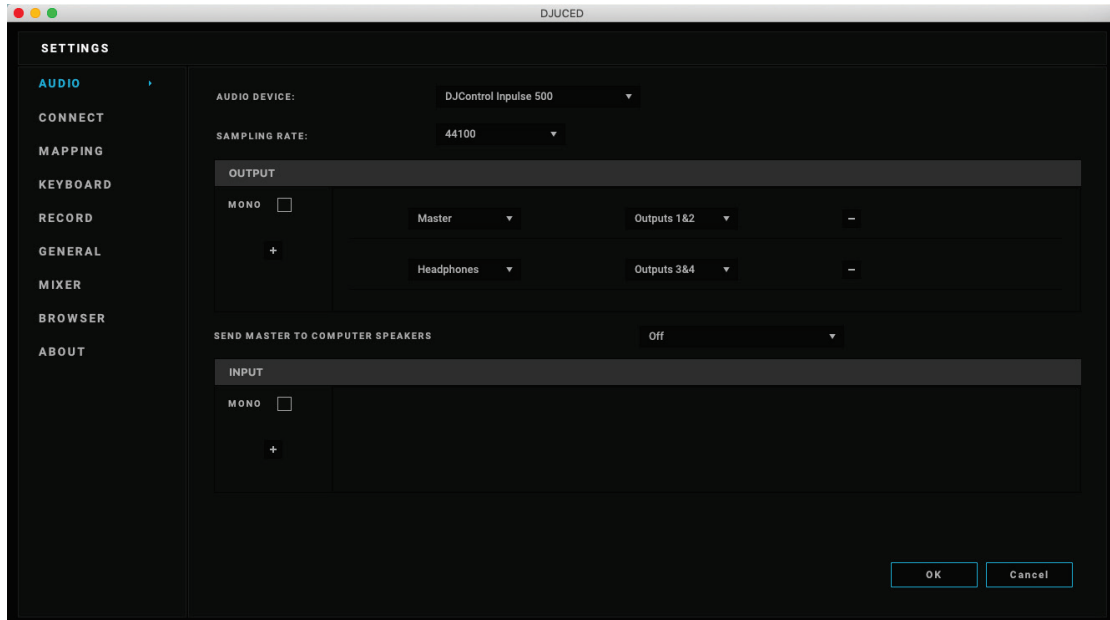 DJUCED
SETTINGS
AUDIO
CONNECT
MAPPING
KEYBOARD
RECORD
GENERAL
MIXER
BROWSER
ABOUT
AUDIO DEVICE: DJControl Inpulse 500
SAMPLING RATE: 44100
OUTPUT
MONO
+
Master Outputs 1&2 −
Headphones Outputs 3&4 −
SEND MASTER TO COMPUTER SPEAKERS Off
INPUT
MONO
+
OK Cancel